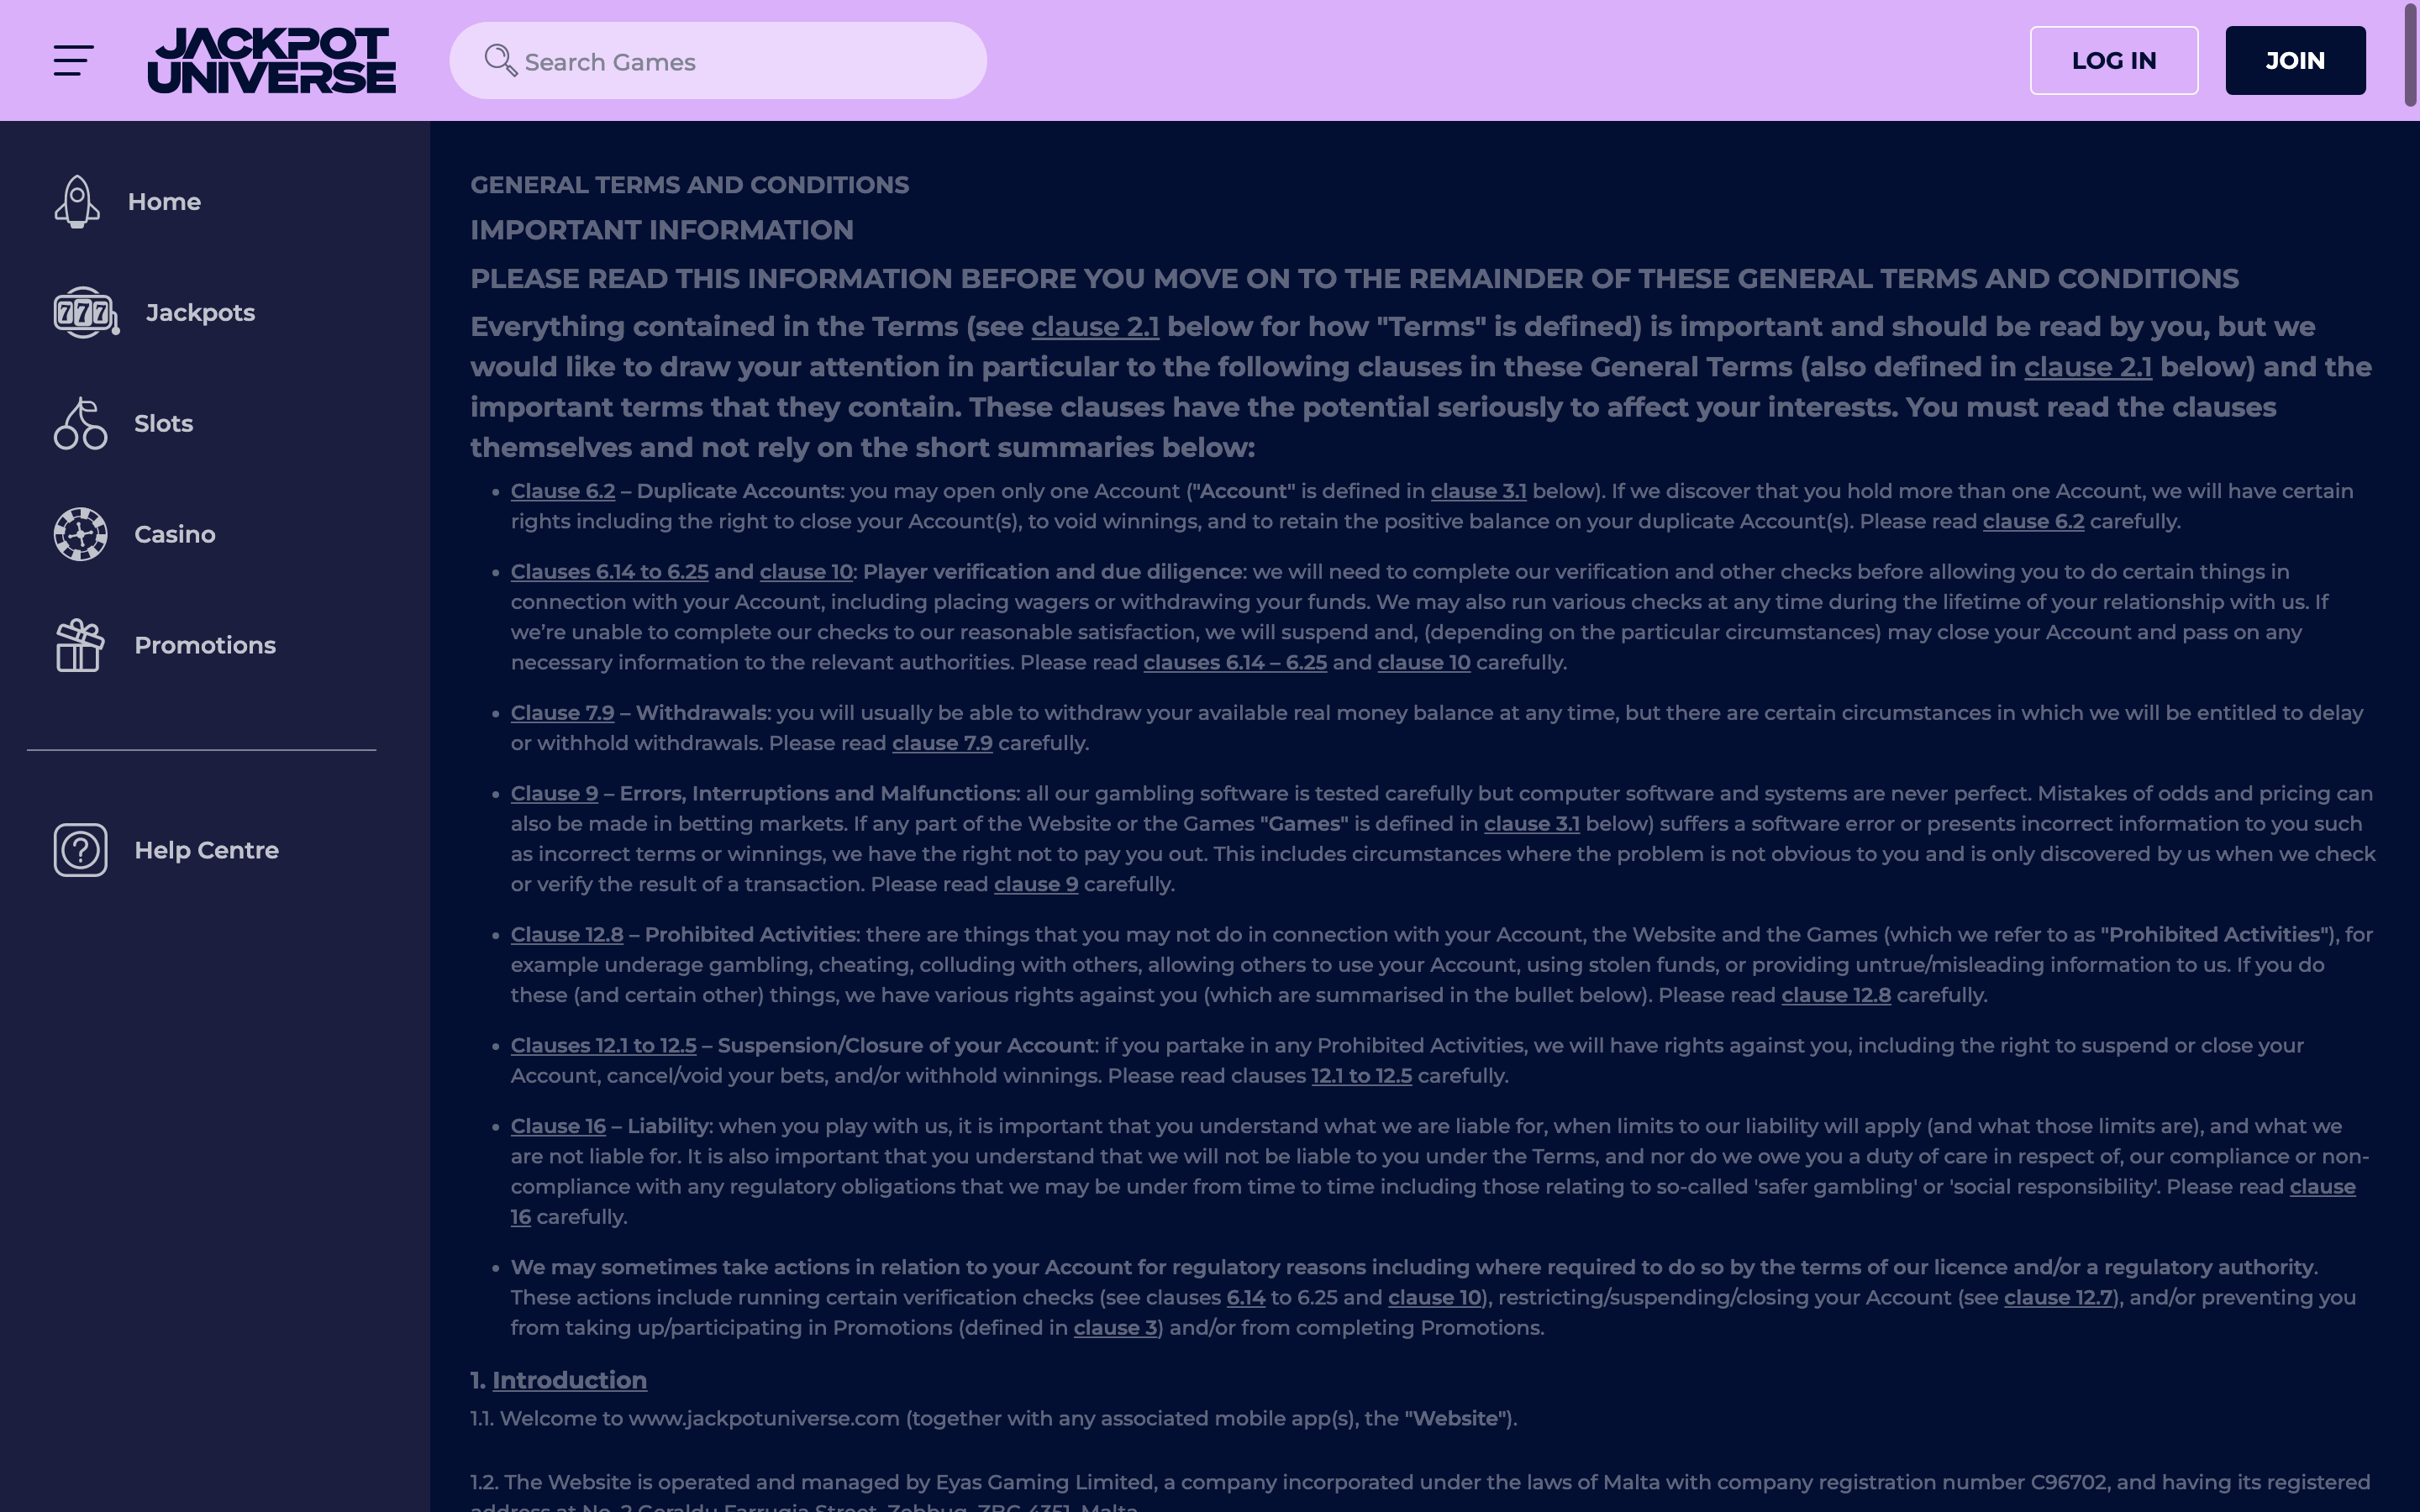 JACKPOT
UNIVERSE
Search Games
LOG IN
JOIN
Home
777
Jackpots
Slots
Casino
Promotions
Help Centre
GENERAL TERMS AND CONDITIONS
IMPORTANT INFORMATION
PLEASE READ THIS INFORMATION BEFORE YOU MOVE ON TO THE REMAINDER OF THESE GENERAL TERMS AND CONDITIONS
Everything contained in the Terms (see clause 2.1 below for how "Terms" is defined) is important and should be read by you, but we
would like to draw your attention in particular to the following clauses in these General Terms (also defined in clause 2.1 below) and the
important terms that they contain. These clauses have the potential seriously to affect your interests. You must read the clauses
themselves and not rely on the short summaries below:
• Clause 6.2 – Duplicate Accounts: you may open only one Account ("Account" is defined in clause 3.1 below). If we discover that you hold more than one Account, we will have certain
rights including the right to close your Account(s), to void winnings, and to retain the positive balance on your duplicate Account(s). Please read clause 6.2 carefully.
• Clauses 6.14 to 6.25 and clause 10: Player verification and due diligence: we will need to complete our verification and other checks before allowing you to do certain things in
connection with your Account, including placing wagers or withdrawing your funds. We may also run various checks at any time during the lifetime of your relationship with us. If
we’re unable to complete our checks to our reasonable satisfaction, we will suspend and, (depending on the particular circumstances) may close your Account and pass on any
necessary information to the relevant authorities. Please read clauses 6.14 – 6.25 and clause 10 carefully.
• Clause 7.9 – Withdrawals: you will usually be able to withdraw your available real money balance at any time, but there are certain circumstances in which we will be entitled to delay
or withhold withdrawals. Please read clause 7.9 carefully.
• Clause 9 – Errors, Interruptions and Malfunctions: all our gambling software is tested carefully but computer software and systems are never perfect. Mistakes of odds and pricing can
also be made in betting markets. If any part of the Website or the Games "Games" is defined in clause 3.1 below) suffers a software error or presents incorrect information to you such
as incorrect terms or winnings, we have the right not to pay you out. This includes circumstances where the problem is not obvious to you and is only discovered by us when we check
or verify the result of a transaction. Please read clause 9 carefully.
• Clause 12.8 – Prohibited Activities: there are things that you may not do in connection with your Account, the Website and the Games (which we refer to as "Prohibited Activities"), for
example underage gambling, cheating, colluding with others, allowing others to use your Account, using stolen funds, or providing untrue/misleading information to us. If you do
these (and certain other) things, we have various rights against you (which are summarised in the bullet below). Please read clause 12.8 carefully.
• Clauses 12.1 to 12.5 – Suspension/Closure of your Account: if you partake in any Prohibited Activities, we will have rights against you, including the right to suspend or close your
Account, cancel/void your bets, and/or withhold winnings. Please read clauses 12.1 to 12.5 carefully.
• Clause 16 – Liability: when you play with us, it is important that you understand what we are liable for, when limits to our liability will apply (and what those limits are), and what we
are not liable for. It is also important that you understand that we will not be liable to you under the Terms, and nor do we owe you a duty of care in respect of, our compliance or non-
compliance with any regulatory obligations that we may be under from time to time including those relating to so-called 'safer gambling' or 'social responsibility'. Please read clause
16 carefully.
• We may sometimes take actions in relation to your Account for regulatory reasons including where required to do so by the terms of our licence and/or a regulatory authority.
These actions include running certain verification checks (see clauses 6.14 to 6.25 and clause 10), restricting/suspending/closing your Account (see clause 12.7), and/or preventing you
from taking up/participating in Promotions (defined in clause 3) and/or from completing Promotions.
1. Introduction
1.1. Welcome to www.jackpotuniverse.com (together with any associated mobile app(s), the "Website").
1.2. The Website is operated and managed by Eyas Gaming Limited, a company incorporated under the laws of Malta with company registration number C96702, and having its registered
address at No. 2 Geraldu Farrugia Street, Zebbug, ZBG 4351, Malta